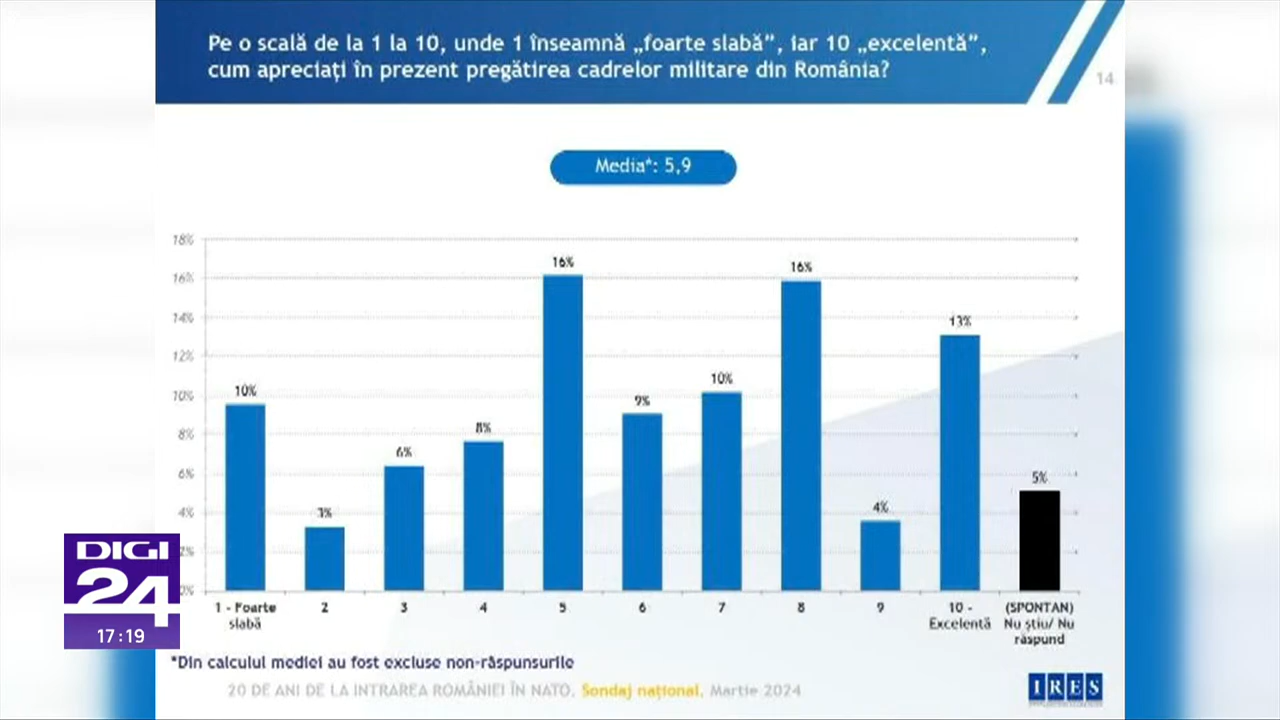 Pe o scală de la 1 la 10, unde 1 înseamnă „foarte slabă”, iar 10 „excelentă”,
cum apreciați în prezent pregătirea cadrelor militare din România?
14
Media*: 5,9
18%
16%
14%
12%
10%
8%
6%
4%
2%
0%
10%
3%
6%
8%
16%
9%
10%
16%
4%
13%
5%
1 - Foarte
slabă
2
3
4
5
6
7
8
9
10 -
Excelentă
(SPONTAN)
Nu știu/ Nu
răspund
*Din calculul mediei au fost excluse non-răspunsurile
20 DE ANI DE LA INTRAREA ROMÂNIEI ÎN NATO. Sondaj național. Martie 2024
IRES
DIGI
24
17:19